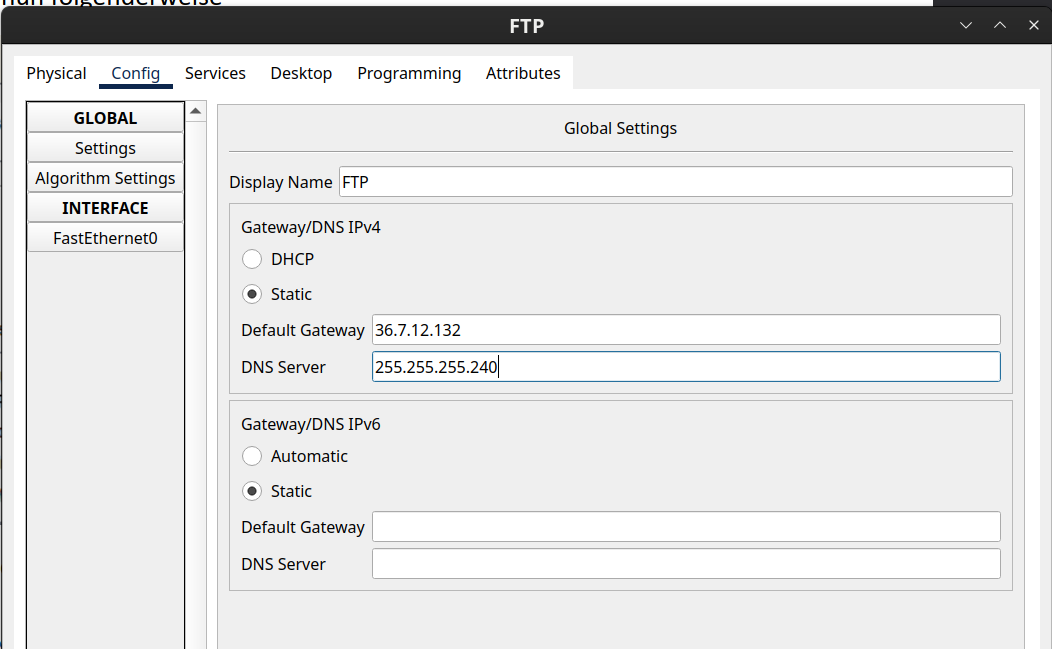 nun folgenderweise
FTP
Physical Config Services Desktop Programming Attributes
GLOBAL
Settings
Algorithm Settings
INTERFACE
FastEthernet0
Global Settings
Display Name FTP
Gateway/DNS IPv4
DHCP
Static
Default Gateway 36.7.12.132
DNS Server 255.255.255.240
Gateway/DNS IPv6
Automatic
Static
Default Gateway
DNS Server